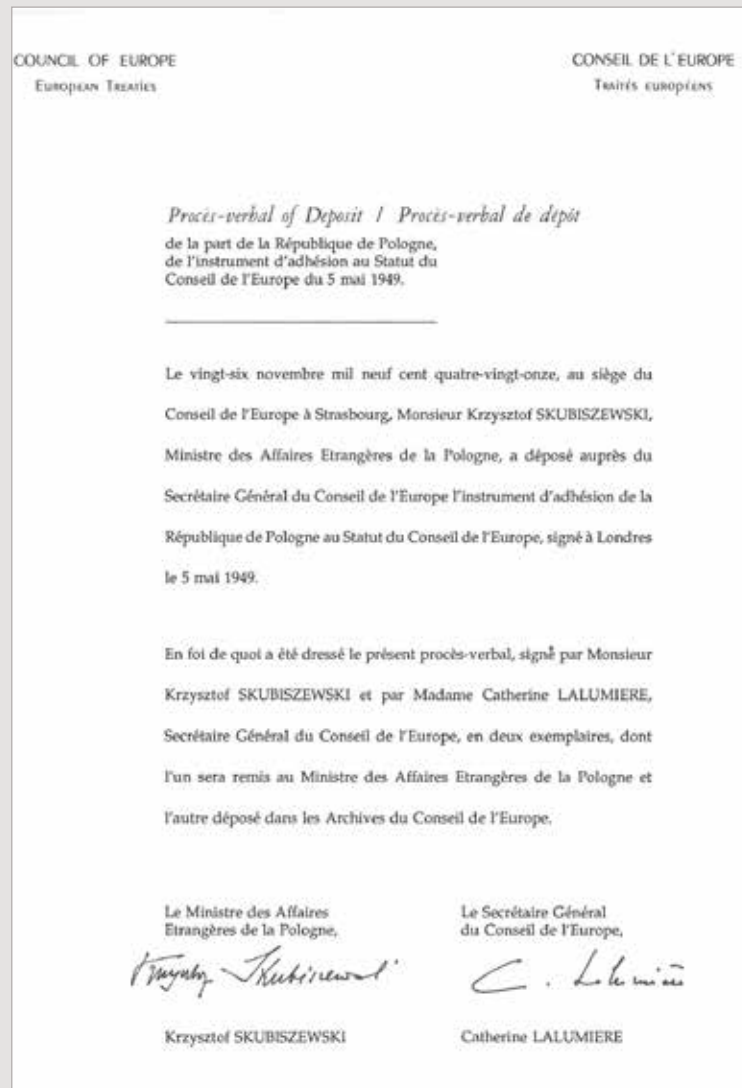 COUNCIL OF EUROPE
EUROPEAN TREATIES
CONSEIL DE L'EUROPE
TRAITÉS EUROPÉENS
Procès-verbal of Deposit / Procès-verbal de dépôt
de la part de la République de Pologne,
de l'instrument d'adhésion au Statut du
Conseil de l'Europe du 5 mai 1949.
Le vingt-six novembre mil neuf cent quatre-vingt-onze, au siège du
Conseil de l'Europe à Strasbourg, Monsieur Krzysztof SKUBISZEWSKI,
Ministre des Affaires Etrangères de la Pologne, a déposé auprès du
Secrétaire Général du Conseil de l'Europe l'instrument d'adhésion de la
République de Pologne au Statut du Conseil de l'Europe, signé à Londres
le 5 mai 1949.
En foi de quoi a été dressé le présent procès-verbal, signé par Monsieur
Krzysztof SKUBISZEWSKI et par Madame Catherine LALUMIERE,
Secrétaire Général du Conseil de l'Europe, en deux exemplaires, dont
l'un sera remis au Ministre des Affaires Etrangères de la Pologne et
l'autre déposé dans les Archives du Conseil de l'Europe.
Le Ministre des Affaires
Etrangères de la Pologne,
Krzysztof Skubiszewski
Krzysztof SKUBISZEWSKI
Le Secrétaire Général
du Conseil de l'Europe,
C. Lalumière
Catherine LALUMIERE